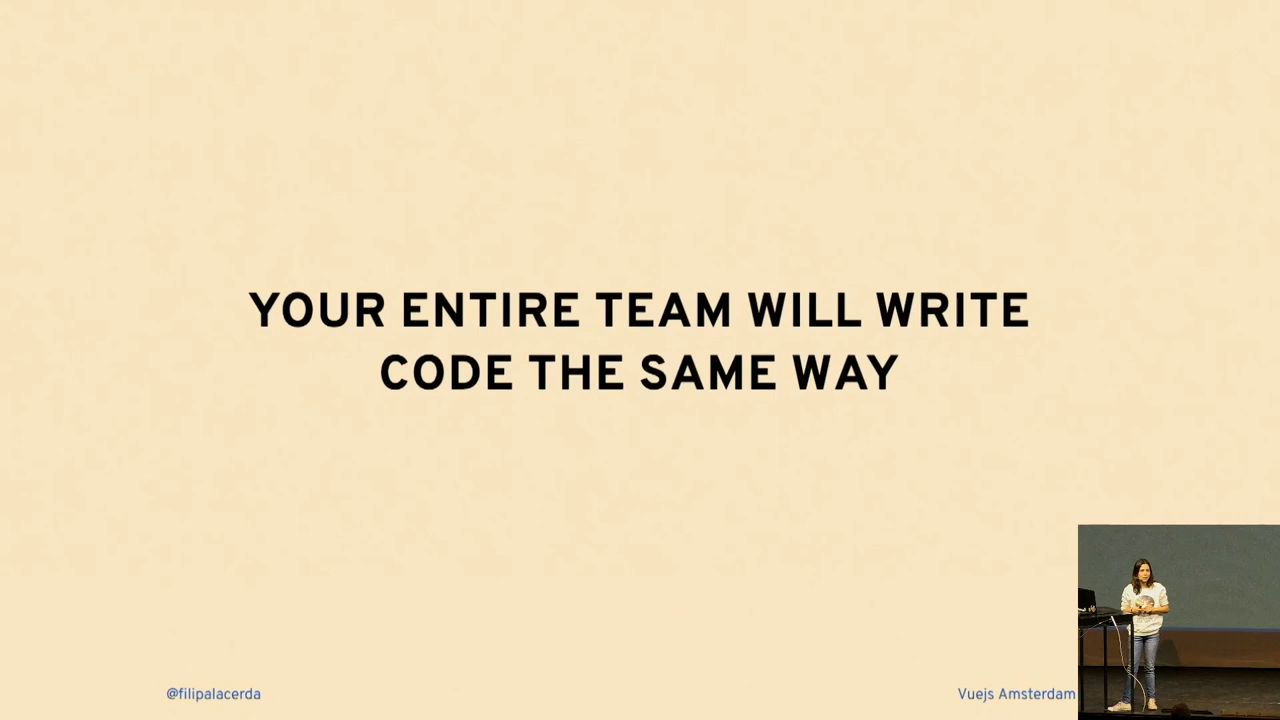 YOUR ENTIRE TEAM WILL WRITE
CODE THE SAME WAY
@filipalacerda
Vuejs Amsterdam